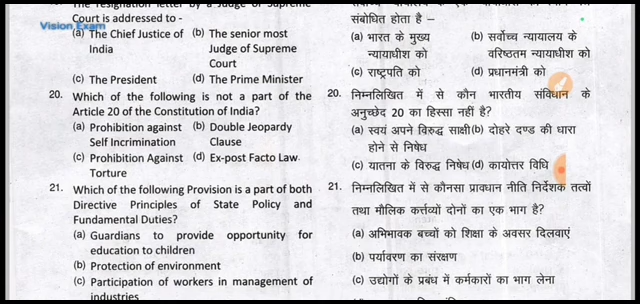 The resignation letter by a Judge of Supreme
Court is addressed to -
Vision Exam
(a) The Chief Justice of India
(b) The senior most Judge of Supreme Court
(c) The President
(d) The Prime Minister
20. Which of the following is not a part of the
Article 20 of the Constitution of India?
(a) Prohibition against Self Incrimination
(b) Double Jeopardy Clause
(c) Prohibition Against Torture
(d) Ex-post Facto Law
21. Which of the following Provision is a part of both
Directive Principles of State Policy and
Fundamental Duties?
(a) Guardians to provide opportunity for
education to children
(b) Protection of environment
(c) Participation of workers in management of
industries
संबोधित होता है –
(a) भारत के मुख्य न्यायाधीश को
(b) सर्वोच्च न्यायालय के वरिष्ठतम न्यायाधीश को
(c) राष्ट्रपति को
(d) प्रधानमंत्री को
20. निम्नलिखित में से कौन भारतीय संविधान के
अनुच्छेद 20 का हिस्सा नहीं है?
(a) स्वयं अपने विरुद्ध साक्षी होने से निषेध
(b) दोहरे दण्ड की धारा
(c) यातना के विरुद्ध निषेध
(d) कायोत्तर विधि
21. निम्नलिखित में से कौनसा प्रावधान नीति निर्देशक तत्वों
तथा मौलिक कर्त्तव्यों दोनों का एक भाग है?
(a) अभिभावक बच्चों को शिक्षा के अवसर दिलवाएं
(b) पर्यावरण का संरक्षण
(c) उद्योगों के प्रबंध में कर्मकारों का भाग लेना